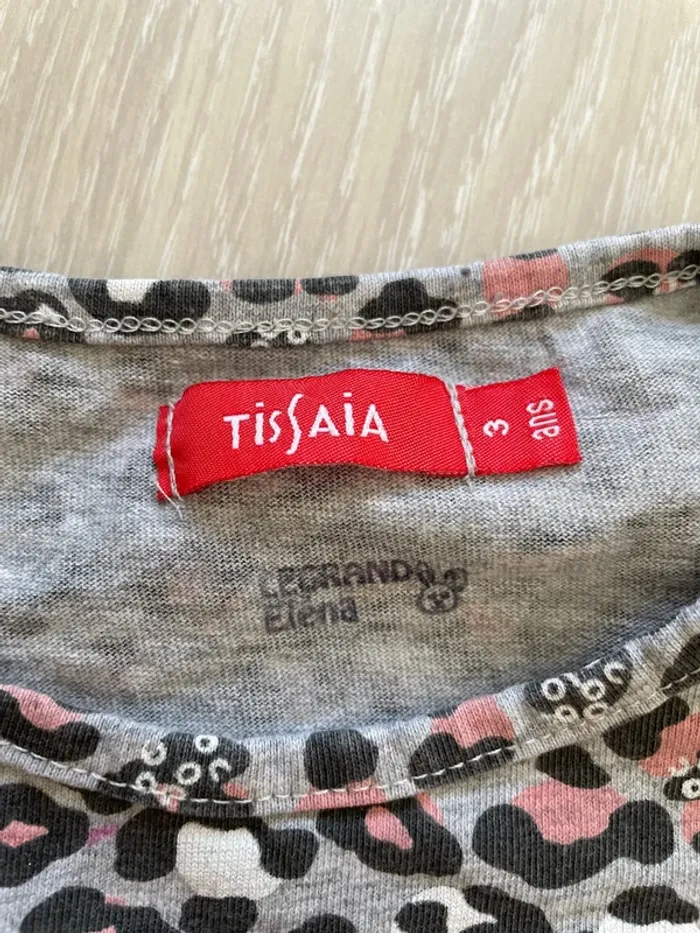 TISSAIA
3 ans
LEGRAND
Elena